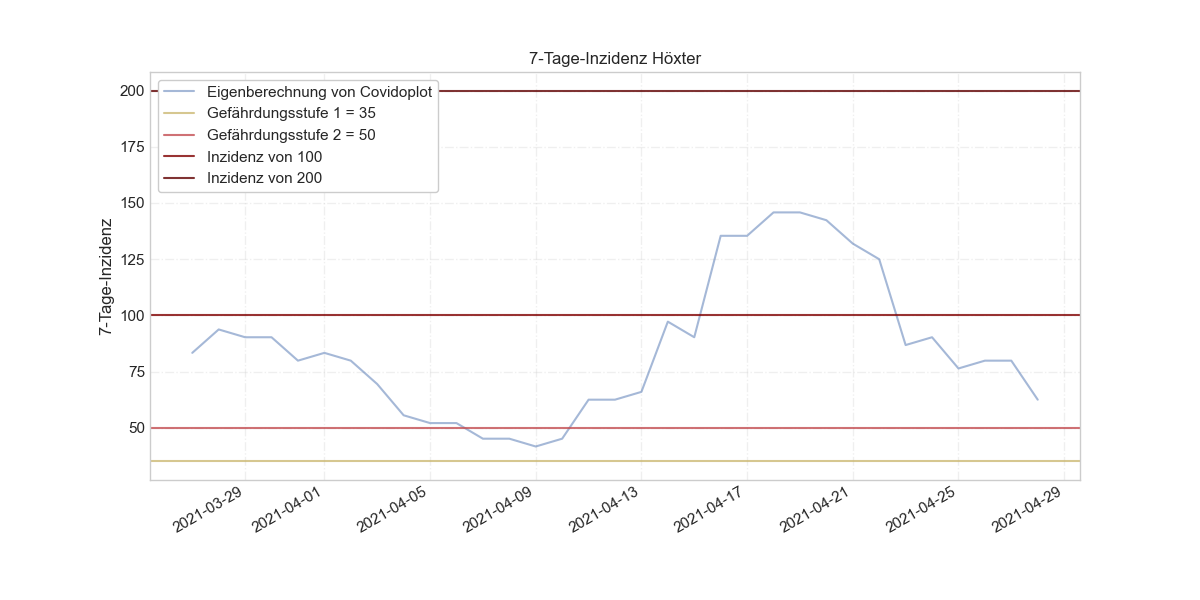 7-Tage-Inzidenz Höxter
Eigenberechnung von Covidoplot
Gefährdungsstufe 1 = 35
Gefährdungsstufe 2 = 50
Inzidenz von 100
Inzidenz von 200
7-Tage-Inzidenz
200
175
150
125
100
75
50
2021-03-29
2021-04-01
2021-04-05
2021-04-09
2021-04-13
2021-04-17
2021-04-21
2021-04-25
2021-04-29